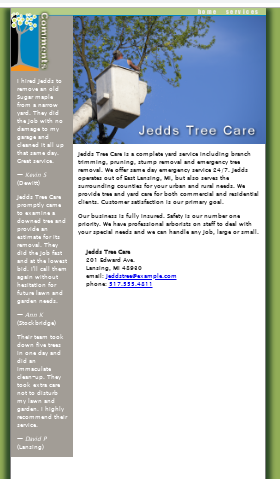 home services
Comments
I hired Jedds to
remove an old
Sugar maple
from a narrow
yard. They did
the job with no
damage to my
garage and
cleaned it all up
that same day.
Great service.
— Kevin S
(Dewitt)
Jedds Tree Care
promptly came
to examine a
downed tree and
provide an
estimate for its
removal. They
did the job fast
and at the lowest
bid. I'll call them
again without
hesitation for
future lawn and
garden needs.
— Ann K
(Stockbridge)
Their team took
down five trees
in one day and
did an
immaculate
clean-up. They
took extra care
not to disturb
my lawn and
garden. I highly
recommend their
service.
— David P
(Lansing)
Jedds Tree Care
Jedds Tree Care is a complete yard service including branch
trimming, pruning, stump removal and emergency tree
removal. We offer same day emergency service 24/7. Jedds
operates out of East Lansing, MI, but also serves the
surrounding counties for your urban and rural needs. We
provide tree and yard care for both commercial and residential
clients. Customer satisfaction is our primary goal.
Our business is fully insured. Safety is our number one
priority. We have professional arborists on staff to deal with
your special needs and we can handle any job, large or small.
Jedds Tree Care
201 Edward Ave.
Lansing, MI 48980
email: jeddstree@example.com
phone: 517.555.4811